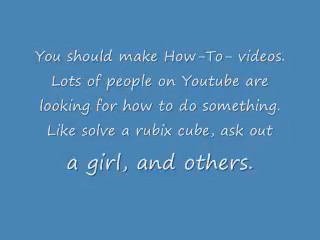 You should make How-To- videos.
Lots of people on Youtube are
looking for how to do something.
Like solve a rubix cube, ask out
a girl, and others.